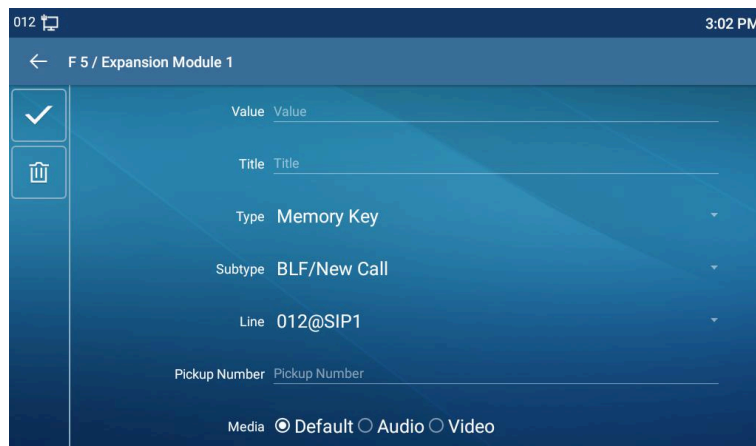 012 3:02 PM
F 5 / Expansion Module 1
Value Value
Title Title
Type Memory Key
Subtype BLF/New Call
Line 012@SIP1
Pickup Number Pickup Number
Media Default Audio Video